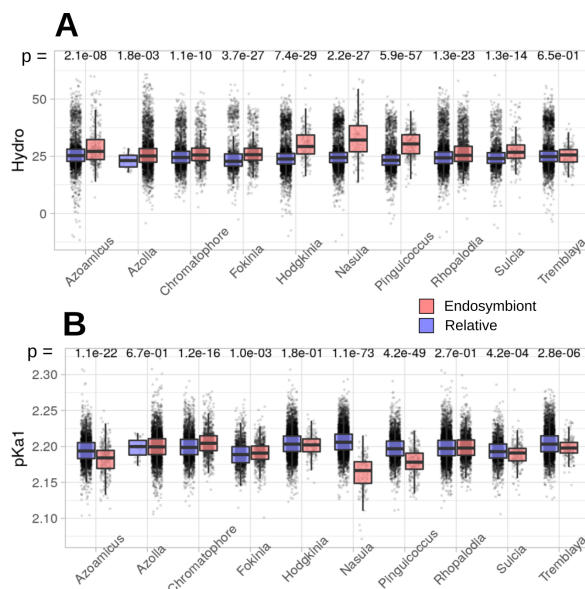 A
p = 2.1e-08 1.8e-03 1.1e-10 3.7e-27 7.4e-29 2.2e-27 5.9e-57 1.3e-23 1.3e-14 6.5e-01
Hydro
50
25
0
Azoamicus Azolla Chromatophore Fokinia Hodgkinia Nasuia Pinguicoccus Rhopalodia Sulcia Tremblaya
Endosymbiont
Relative
B
p = 1.1e-22 6.7e-01 1.2e-16 1.0e-03 1.8e-01 1.1e-73 4.2e-49 2.7e-01 4.2e-04 2.8e-06
pKa1
2.30
2.25
2.20
2.15
2.10
Azoamicus Azolla Chromatophore Fokinia Hodgkinia Nasuia Pinguicoccus Rhopalodia Sulcia Tremblaya